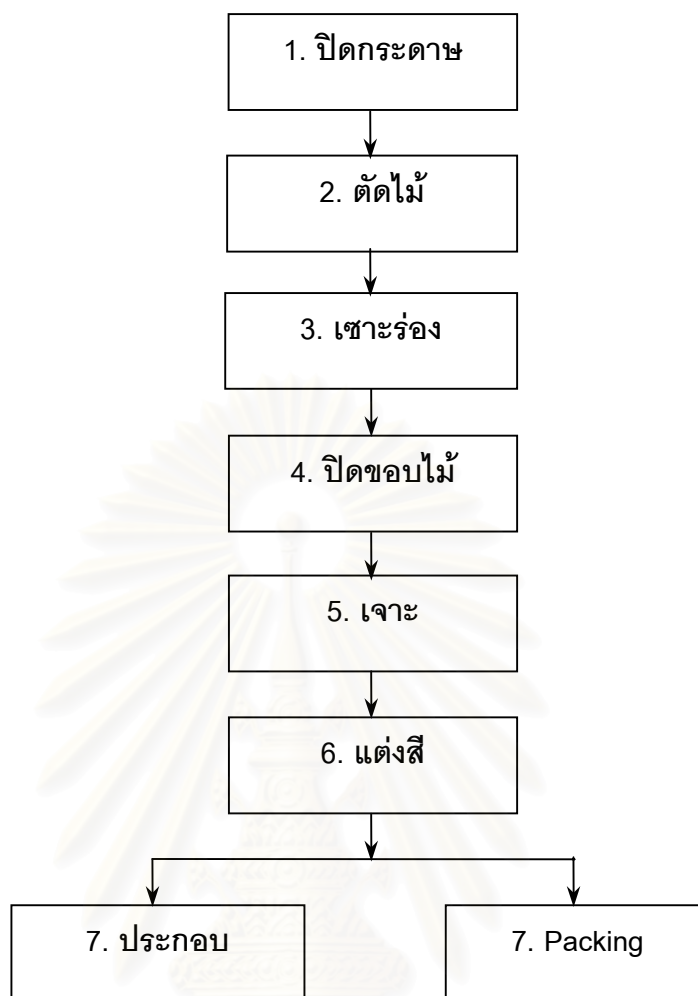 1. ปิดกระดาษ
2. ตัดไม้
3. เซาะร่อง
4. ปิดขอบไม้
5. เจาะ
6. แต่งสี
7. ประกอบ
7. Packing